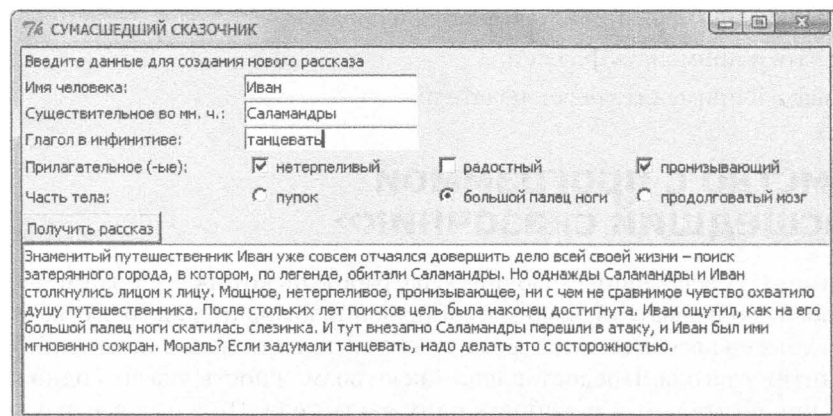 СУМАСШЕДШИЙ СКАЗОЧНИК
Введите данные для создания нового рассказа
Имя человека: Иван
Существительное во мн. ч.: Саламандры
Глагол в инфинитиве: танцевать
Прилагательное (-ые): нетерпеливый радостный пронизывающий
Часть тела: пупок большой палец ноги продолговатый мозг
Получить рассказ
Знаменитый путешественник Иван уже совсем отчаялся довершить дело всей своей жизни – поиск
затерянного города, в котором, по легенде, обитали Саламандры. Но однажды Саламандры и Иван
столкнулись лицом к лицу. Мощное, нетерпеливое, пронизывающее, ни с чем не сравнимое чувство охватило
душу путешественника. После стольких лет поисков цель была наконец достигнута. Иван ощутил, как на его
большой палец ноги скатилась слезинка. И тут внезапно Саламандры перешли в атаку, и Иван был ими
мгновенно сожран. Мораль? Если задумали танцевать, надо делать это с осторожностью.